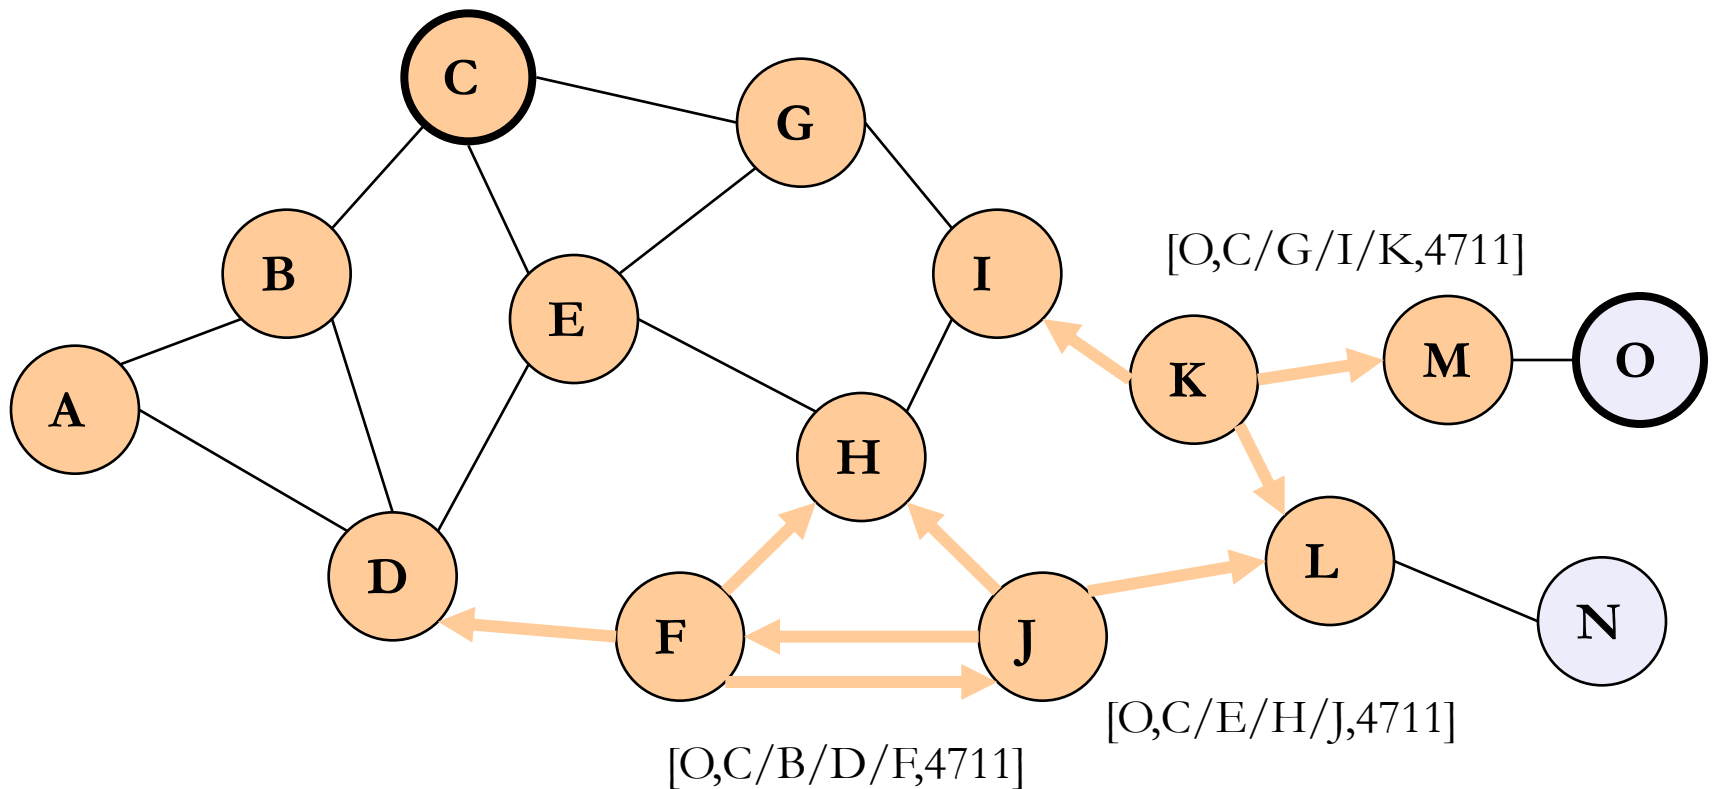 C
G
B
I
[O,C/G/I/K,4711]
E
M
O
K
A
H
L
D
N
F
J
[O,C/E/H/J,4711]
[O,C/B/D/F,4711]